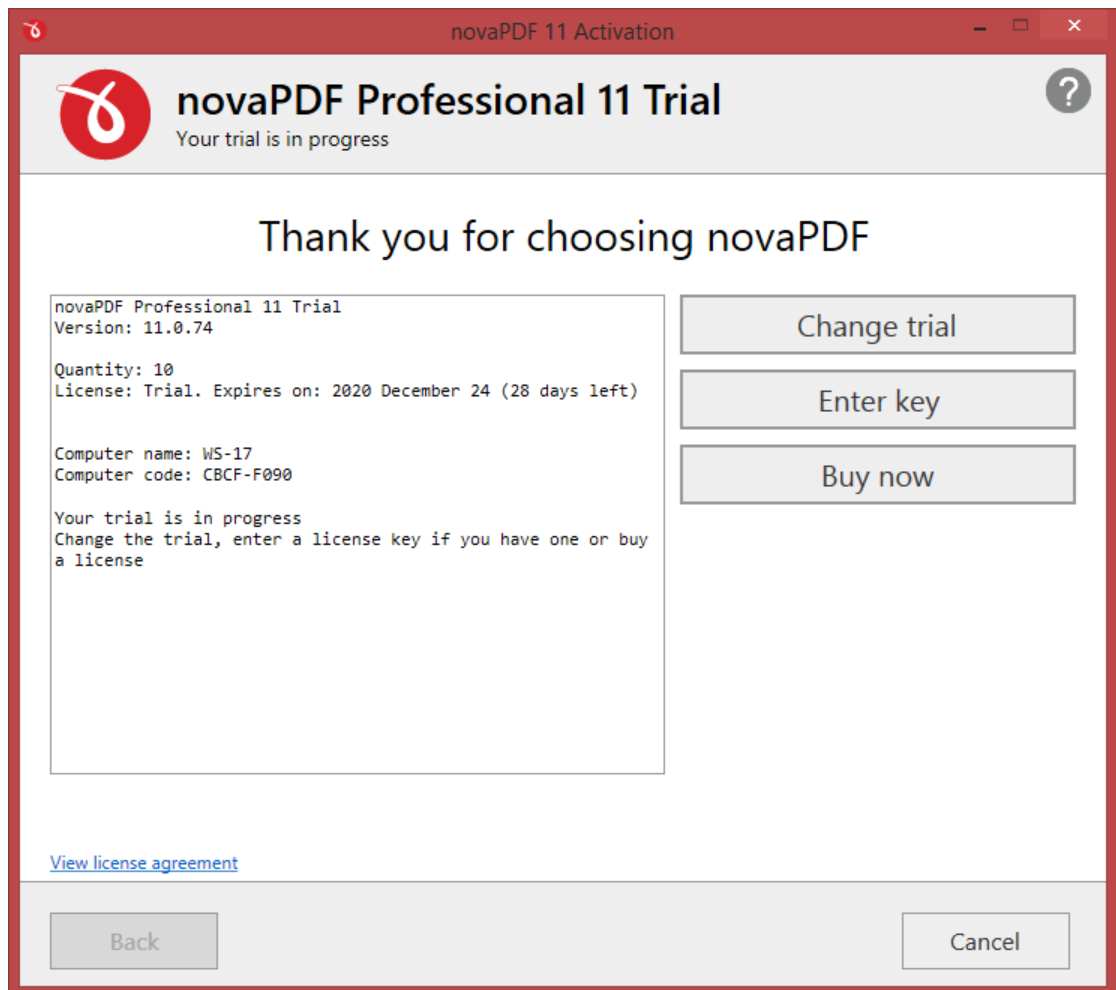 novaPDF 11 Activation
novaPDF Professional 11 Trial
Your trial is in progress
?
Thank you for choosing novaPDF
novaPDF Professional 11 Trial
Version: 11.0.74
Quantity: 10
License: Trial. Expires on: 2020 December 24 (28 days left)
Computer name: WS-17
Computer code: CBCF-F090
Your trial is in progress
Change the trial, enter a license key if you have one or buy
a license
Change trial
Enter key
Buy now
View license agreement
Back
Cancel